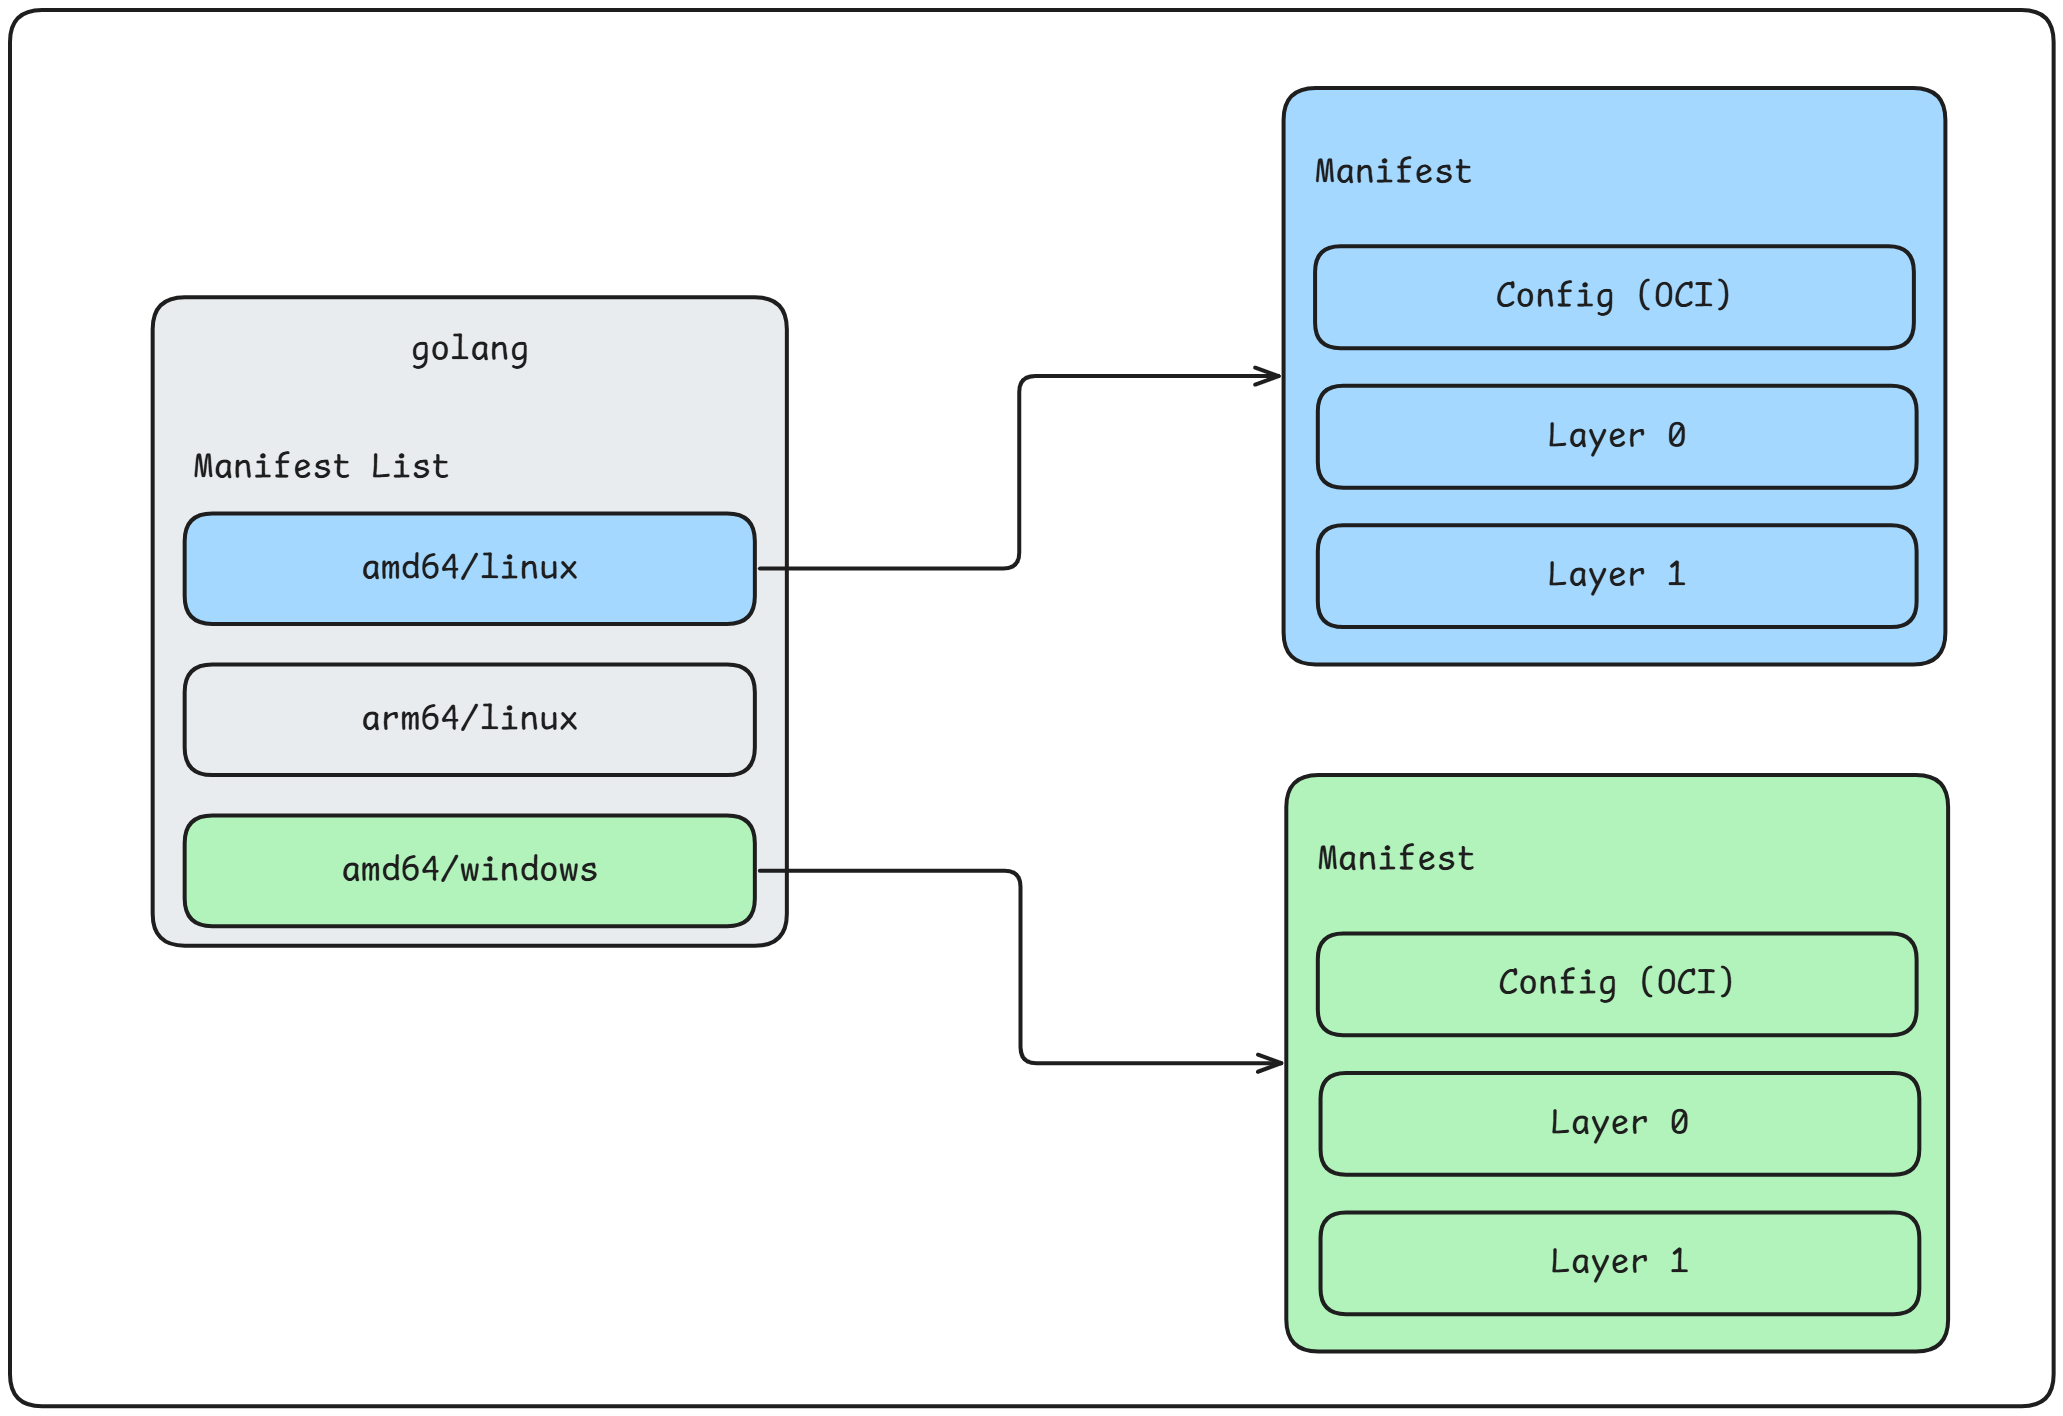 golang
Manifest List
amd64/linux
arm64/linux
amd64/windows
Manifest
Config (OCI)
Layer 0
Layer 1
Manifest
Config (OCI)
Layer 0
Layer 1